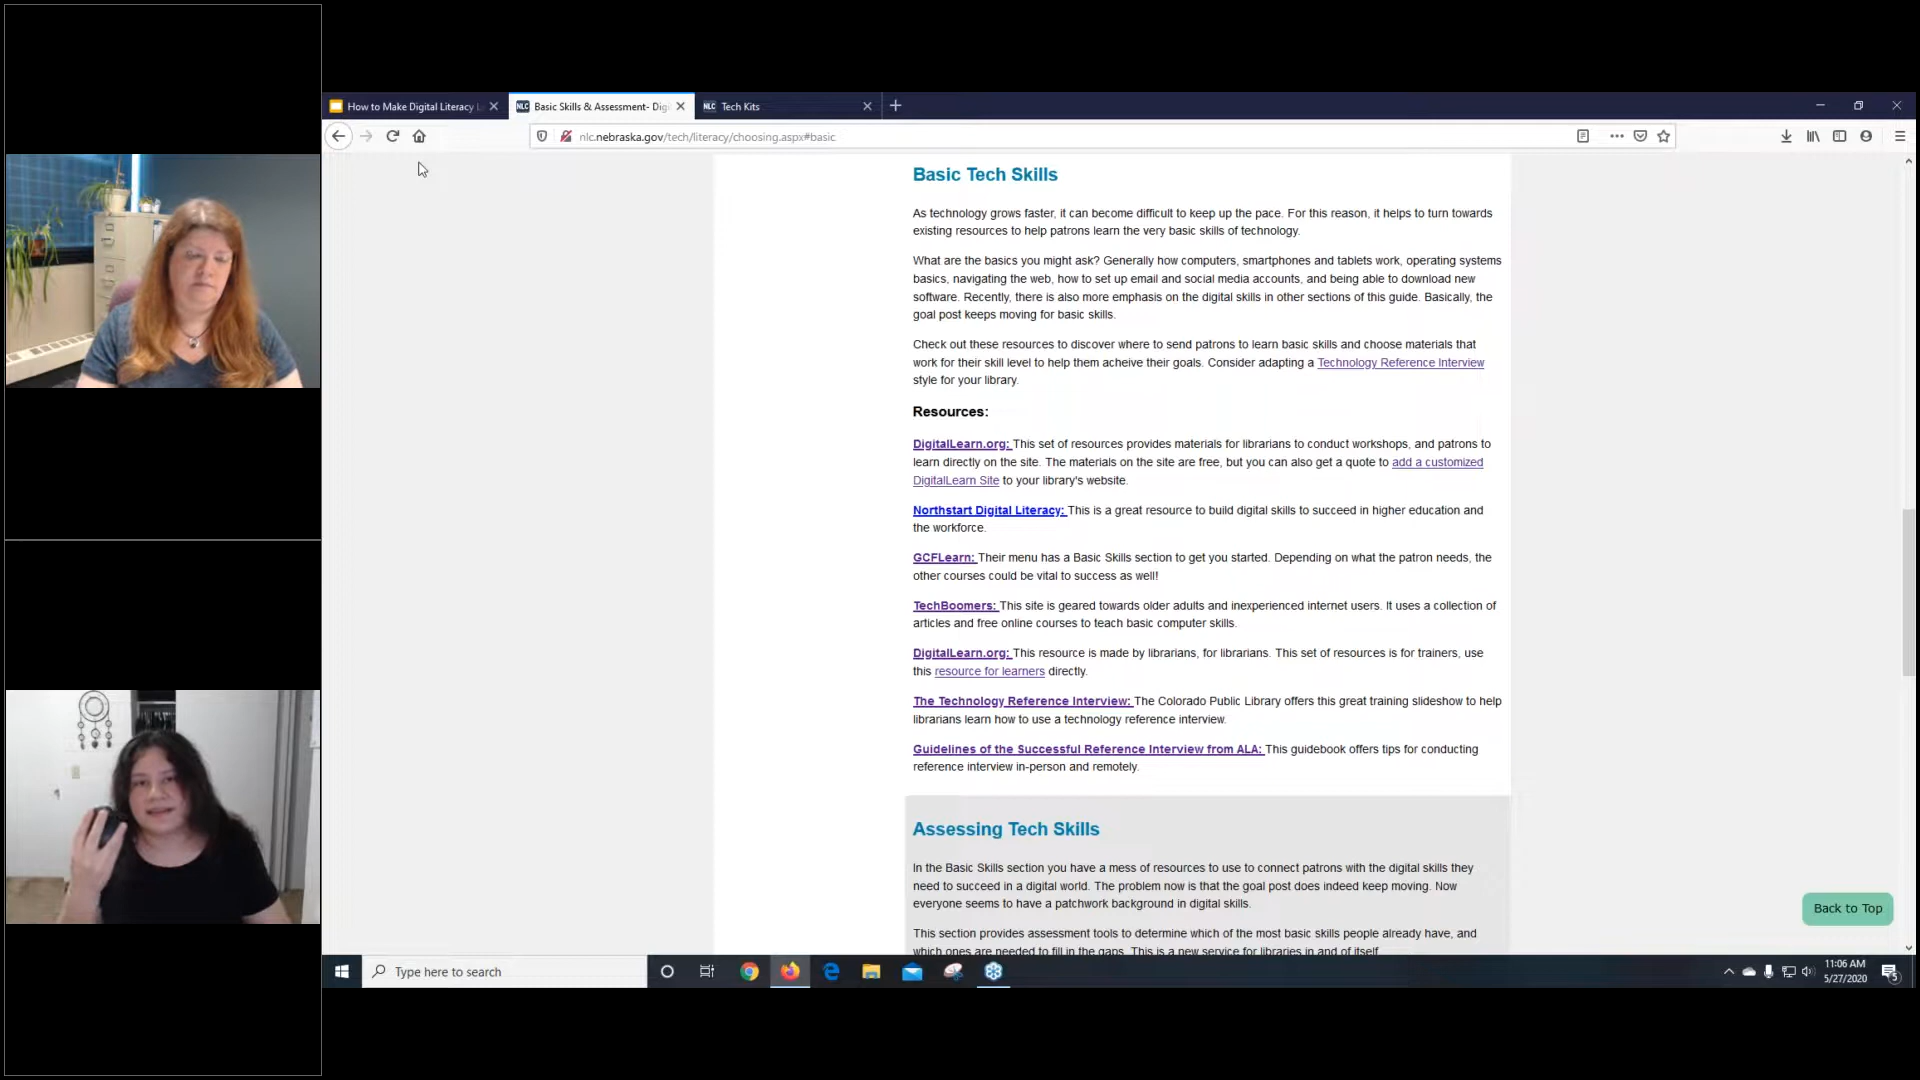 How to Make Digital Literacy
Basic Skills & Assessment- Dig
NLC Tech Kits
nlc.nebraska.gov/tech/literacy/choosing.aspx#basic
Basic Tech Skills
As technology grows faster, it can become difficult to keep up the pace. For this reason, it helps to turn towards
existing resources to help patrons learn the very basic skills of technology.
What are the basics you might ask? Generally how computers, smartphones and tablets work, operating systems
basics, navigating the web, how to set up email and social media accounts, and being able to download new
software. Recently, there is also more emphasis on the digital skills in other sections of this guide. Basically, the
goal post keeps moving for basic skills.
Check out these resources to discover where to send patrons to learn basic skills and choose materials that
work for their skill level to help them acheive their goals. Consider adapting a Technology Reference Interview
style for your library.
Resources:
DigitalLearn.org: This set of resources provides materials for librarians to conduct workshops, and patrons to
learn directly on the site. The materials on the site are free, but you can also get a quote to add a customized
DigitalLearn Site to your library's website.
Northstart Digital Literacy: This is a great resource to build digital skills to succeed in higher education and
the workforce.
GCFLearn: Their menu has a Basic Skills section to get you started. Depending on what the patron needs, the
other courses could be vital to success as well!
TechBoomers: This site is geared towards older adults and inexperienced internet users. It uses a collection of
articles and free online courses to teach basic computer skills.
DigitalLearn.org: This resource is made by librarians, for librarians. This set of resources is for trainers, use
this resource for learners directly.
The Technology Reference Interview: The Colorado Public Library offers this great training slideshow to help
librarians learn how to use a technology reference interview.
Guidelines of the Successful Reference Interview from ALA: This guidebook offers tips for conducting
reference interview in-person and remotely.
Assessing Tech Skills
In the Basic Skills section you have a mess of resources to use to connect patrons with the digital skills they
need to succeed in a digital world. The problem now is that the goal post does indeed keep moving. Now
everyone seems to have a patchwork background in digital skills.
Back to Top
This section provides assessment tools to determine which of the most basic skills people already have, and
which ones are needed to fill in the gaps. This is a new service for libraries in and of itself
Type here to search
11:06 AM
5/27/2020
5